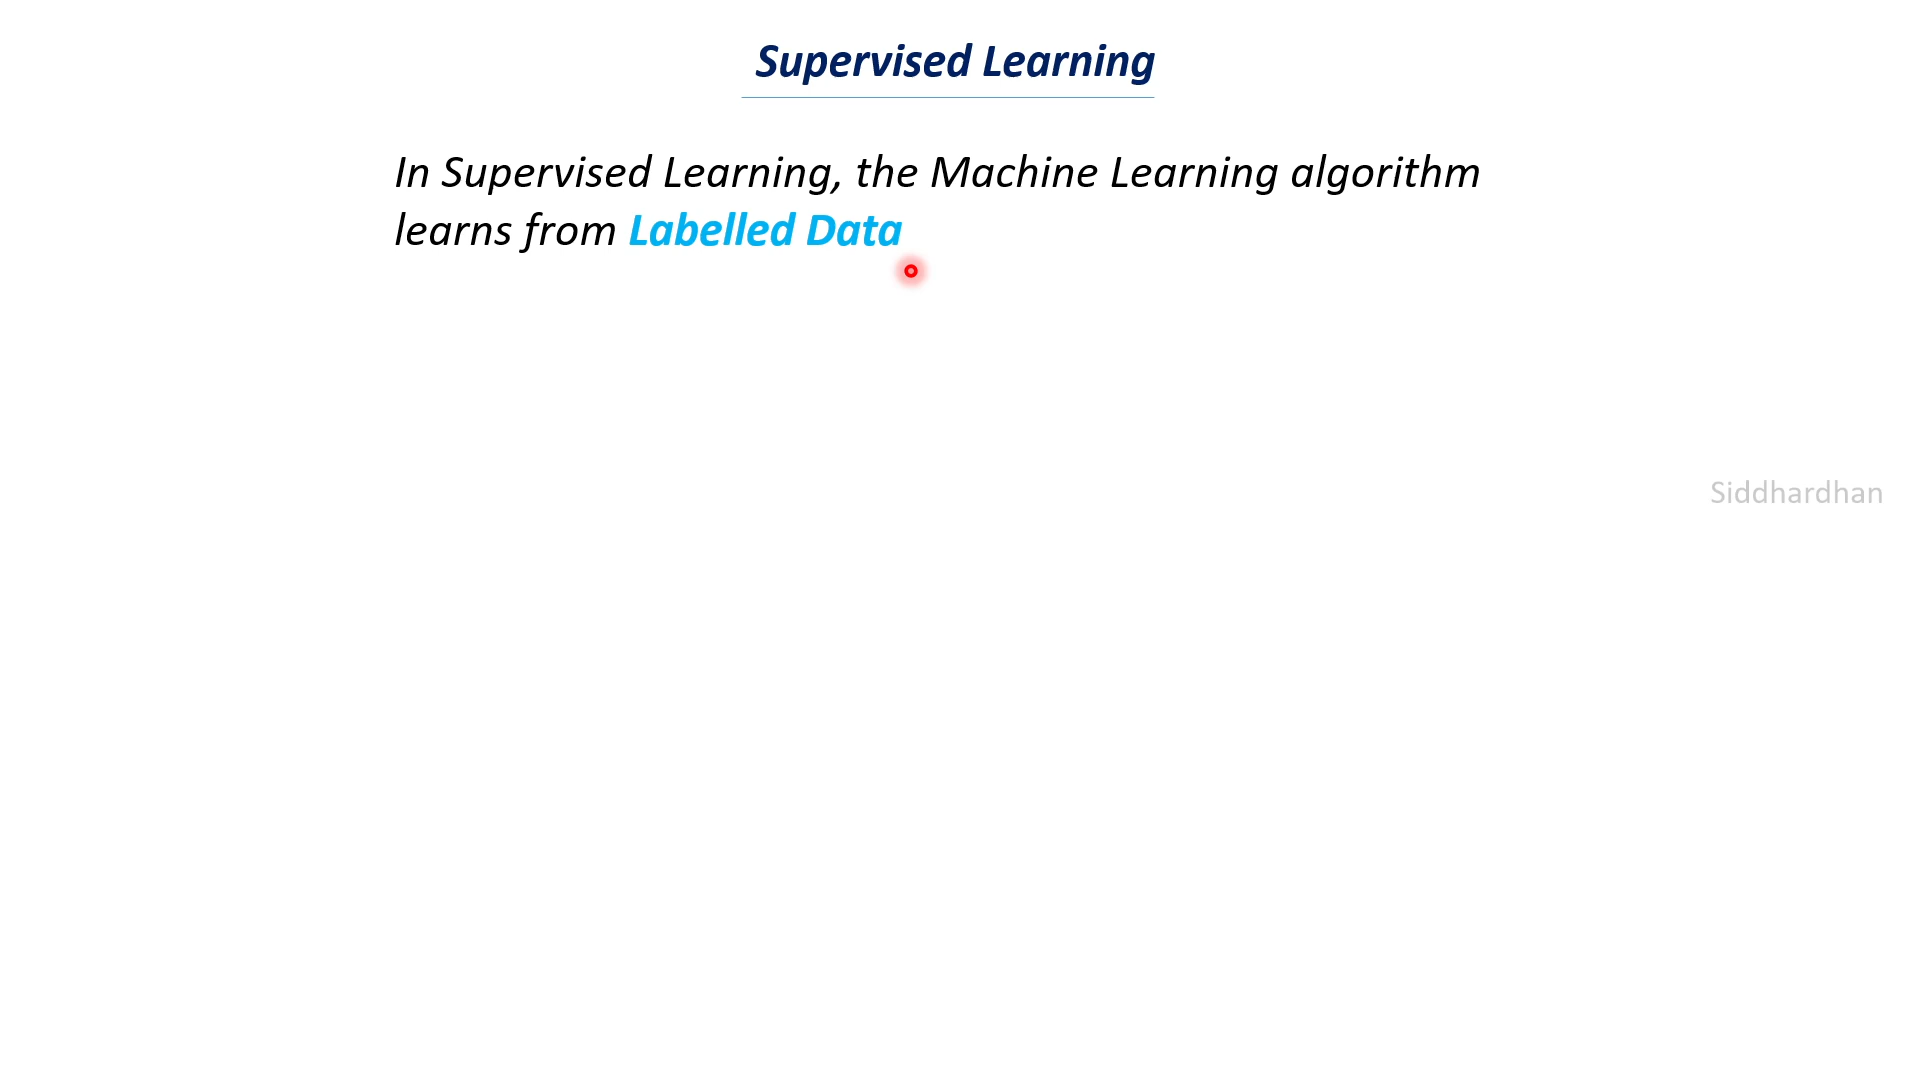 Supervised Learning
In Supervised Learning, the Machine Learning algorithm
learns from Labelled Data
Siddhardhan